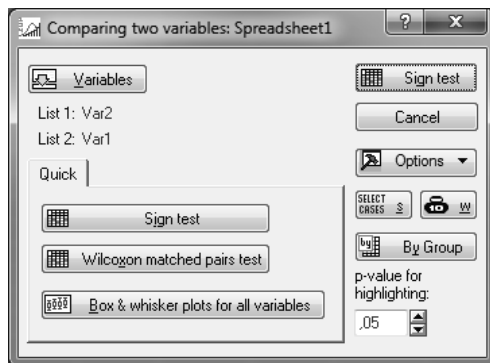 Comparing two variables: Spreadsheet1
? X
Variables
List 1: Var2
List 2: Var1
Quick
Sign test
Wilcoxon matched pairs test
Box & whisker plots for all variables
Sign test
Cancel
Options
SELECT CASES S
W
By Group
p-value for
highlighting:
,05